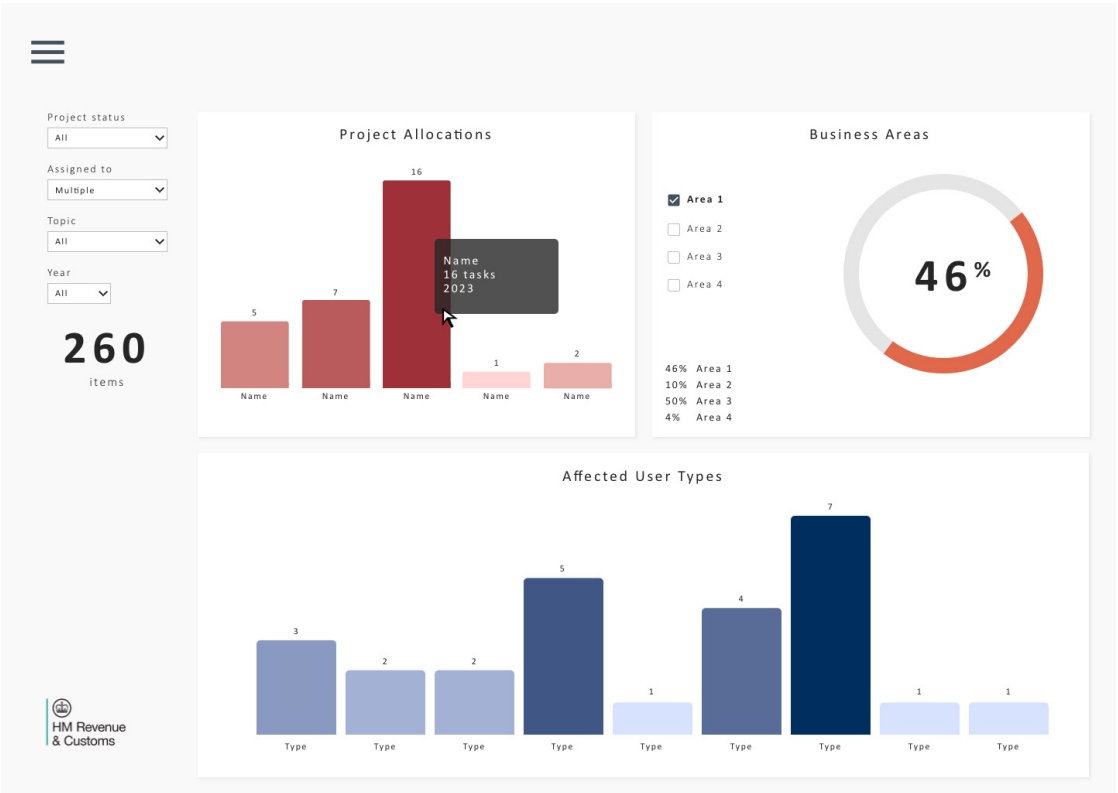 Project status
All
Assigned to
Multiple
Topic
All
Year
All
260
items
HM Revenue
& Customs
Project Allocations
5
7
16
1
2
Name
16 tasks
2023
Name
Name
Name
Name
Name
Business Areas
Area 1
Area 2
Area 3
Area 4
46%
46% Area 1
10% Area 2
50% Area 3
4% Area 4
Affected User Types
3
2
2
5
1
4
7
1
1
Type
Type
Type
Type
Type
Type
Type
Type
Type